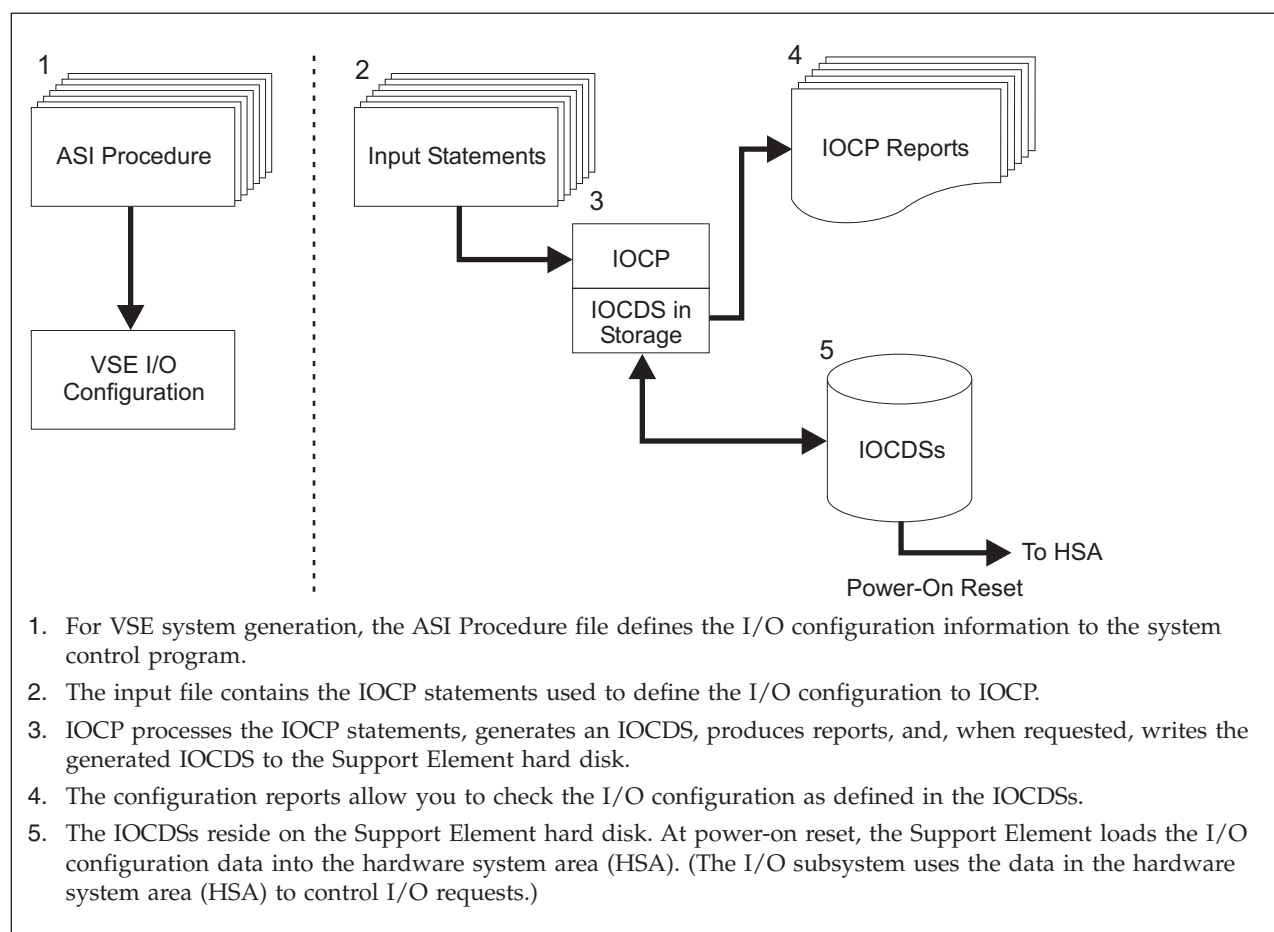 1
ASI Procedure
VSE I/O
Configuration
2
Input Statements
3
IOCP
IOCDS in
Storage
4
IOCP Reports
5
IOCDSs
To HSA
Power-On Reset
1. For VSE system generation, the ASI Procedure file defines the I/O configuration information to the system
control program.
2. The input file contains the IOCP statements used to define the I/O configuration to IOCP.
3. IOCP processes the IOCP statements, generates an IOCDS, produces reports, and, when requested, writes the
generated IOCDS to the Support Element hard disk.
4. The configuration reports allow you to check the I/O configuration as defined in the IOCDSs.
5. The IOCDSs reside on the Support Element hard disk. At power-on reset, the Support Element loads the I/O
configuration data into the hardware system area (HSA). (The I/O subsystem uses the data in the hardware
system area (HSA) to control I/O requests.)